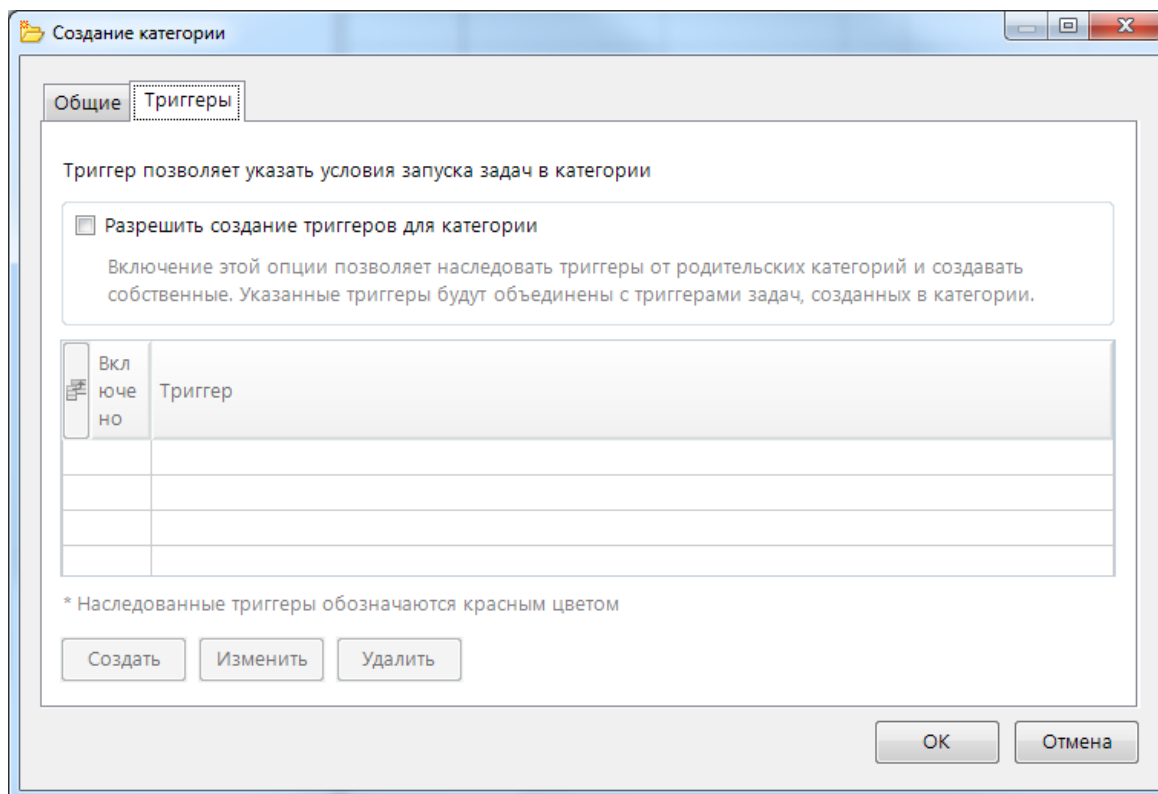 Создание категории
Общие
Триггеры
Триггер позволяет указать условия запуска задач в категории
Разрешить создание триггеров для категории
Включение этой опции позволяет наследовать триггеры от родительских категорий и создавать
собственные. Указанные триггеры будут объединены с триггерами задач, созданных в категории.
Вкл
юче
но
Триггер
* Наследованные триггеры обозначаются красным цветом
Создать
Изменить
Удалить
OK
Отмена